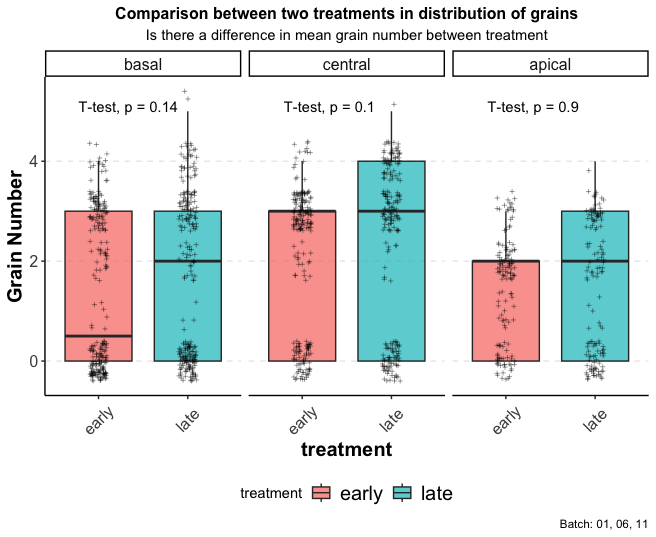 Comparison between two treatments in distribution of grains
Is there a difference in mean grain number between treatment
basal central apical
T-test, p = 0.14 T-test, p = 0.1 T-test, p = 0.9
Grain Number
4
2
0
early late early late early late
treatment
treatment early late
Batch: 01, 06, 11